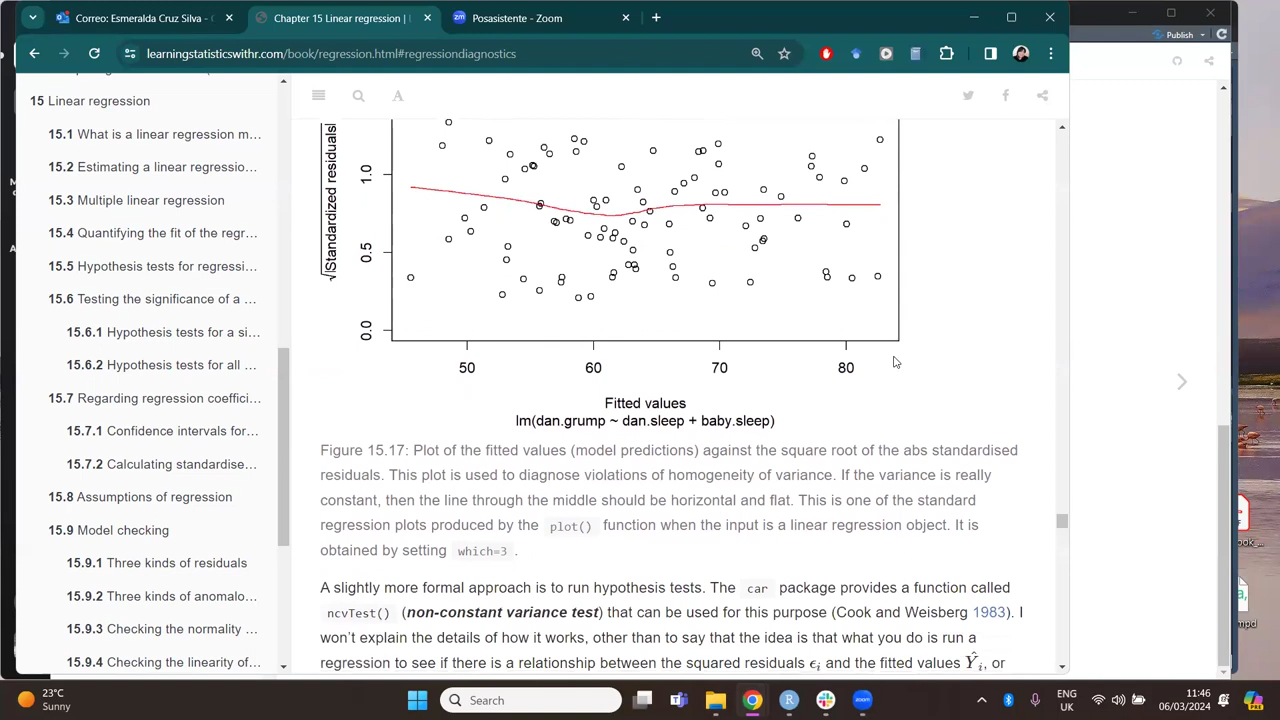 Correo: Esmeralda Cruz Silva -
Chapter 15 Linear regression |
Posasistente - Zoom
learningstatisticswithr.com/book/regression.html#regressiondiagnostics
Publish
15 Linear regression
15.1 What is a linear regression m...
15.2 Estimating a linear regressio...
15.3 Multiple linear regression
15.4 Quantifying the fit of the regr...
15.5 Hypothesis tests for regressi...
15.6 Testing the significance of a ...
15.6.1 Hypothesis tests for a si...
15.6.2 Hypothesis tests for all ...
15.7 Regarding regression coeffici...
15.7.1 Confidence intervals for...
15.7.2 Calculating standardise...
15.8 Assumptions of regression
15.9 Model checking
15.9.1 Three kinds of residuals
15.9.2 Three kinds of anomalo...
15.9.3 Checking the normality ...
15.9.4 Checking the linearity of...
√|Standardized residuals|
1.0
0.5
0.0
50 60 70 80
Fitted values
lm(dan.grump ~ dan.sleep + baby.sleep)
Figure 15.17: Plot of the fitted values (model predictions) against the square root of the abs standardised
residuals. This plot is used to diagnose violations of homogeneity of variance. If the variance is really
constant, then the line through the middle should be horizontal and flat. This is one of the standard
regression plots produced by the plot() function when the input is a linear regression object. It is
obtained by setting which=3 .
A slightly more formal approach is to run hypothesis tests. The car package provides a function called
ncvTest() (non-constant variance test) that can be used for this purpose (Cook and Weisberg 1983). I
won't explain the details of how it works, other than to say that the idea is that what you do is run a
regression to see if there is a relationship between the squared residuals ϵi and the fitted values Ŷi, or
23°C
Sunny
Search
ENG
UK
11:46
06/03/2024